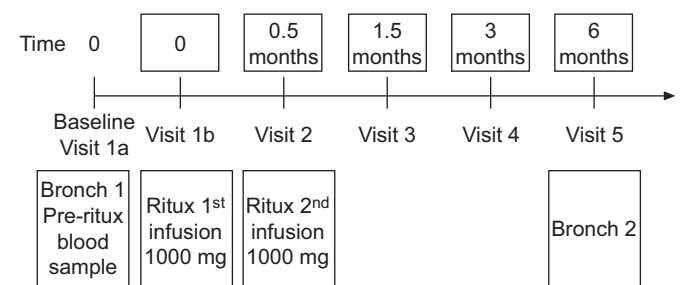 Time 0 0 0.5 months 1.5 months 3 months 6 months
Baseline
Visit 1a
Visit 1b Visit 2 Visit 3 Visit 4 Visit 5
Bronch 1
Pre-ritux
blood
sample
Ritux 1st
infusion
1000 mg
Ritux 2nd
infusion
1000 mg
Bronch 2